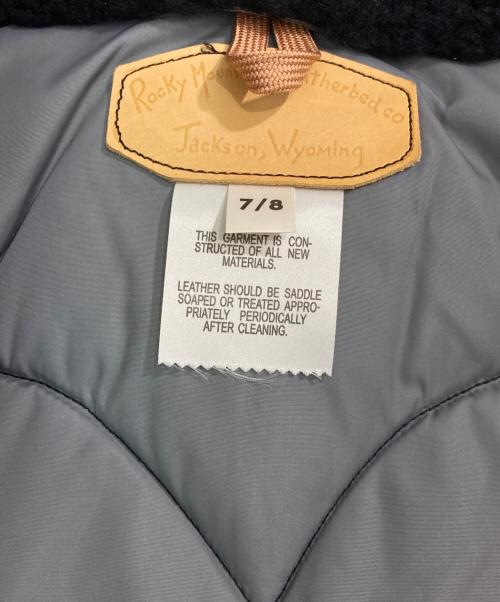 Rocky Mou therbed co
Jackson, Wyoming
7/8
THIS GARMENT IS CON-
STRUCTED OF ALL NEW
MATERIALS.
LEATHER SHOULD BE SADDLE
SOAPED OR TREATED APPRO-
PRIATELY PERIODICALLY
AFTER CLEANING.